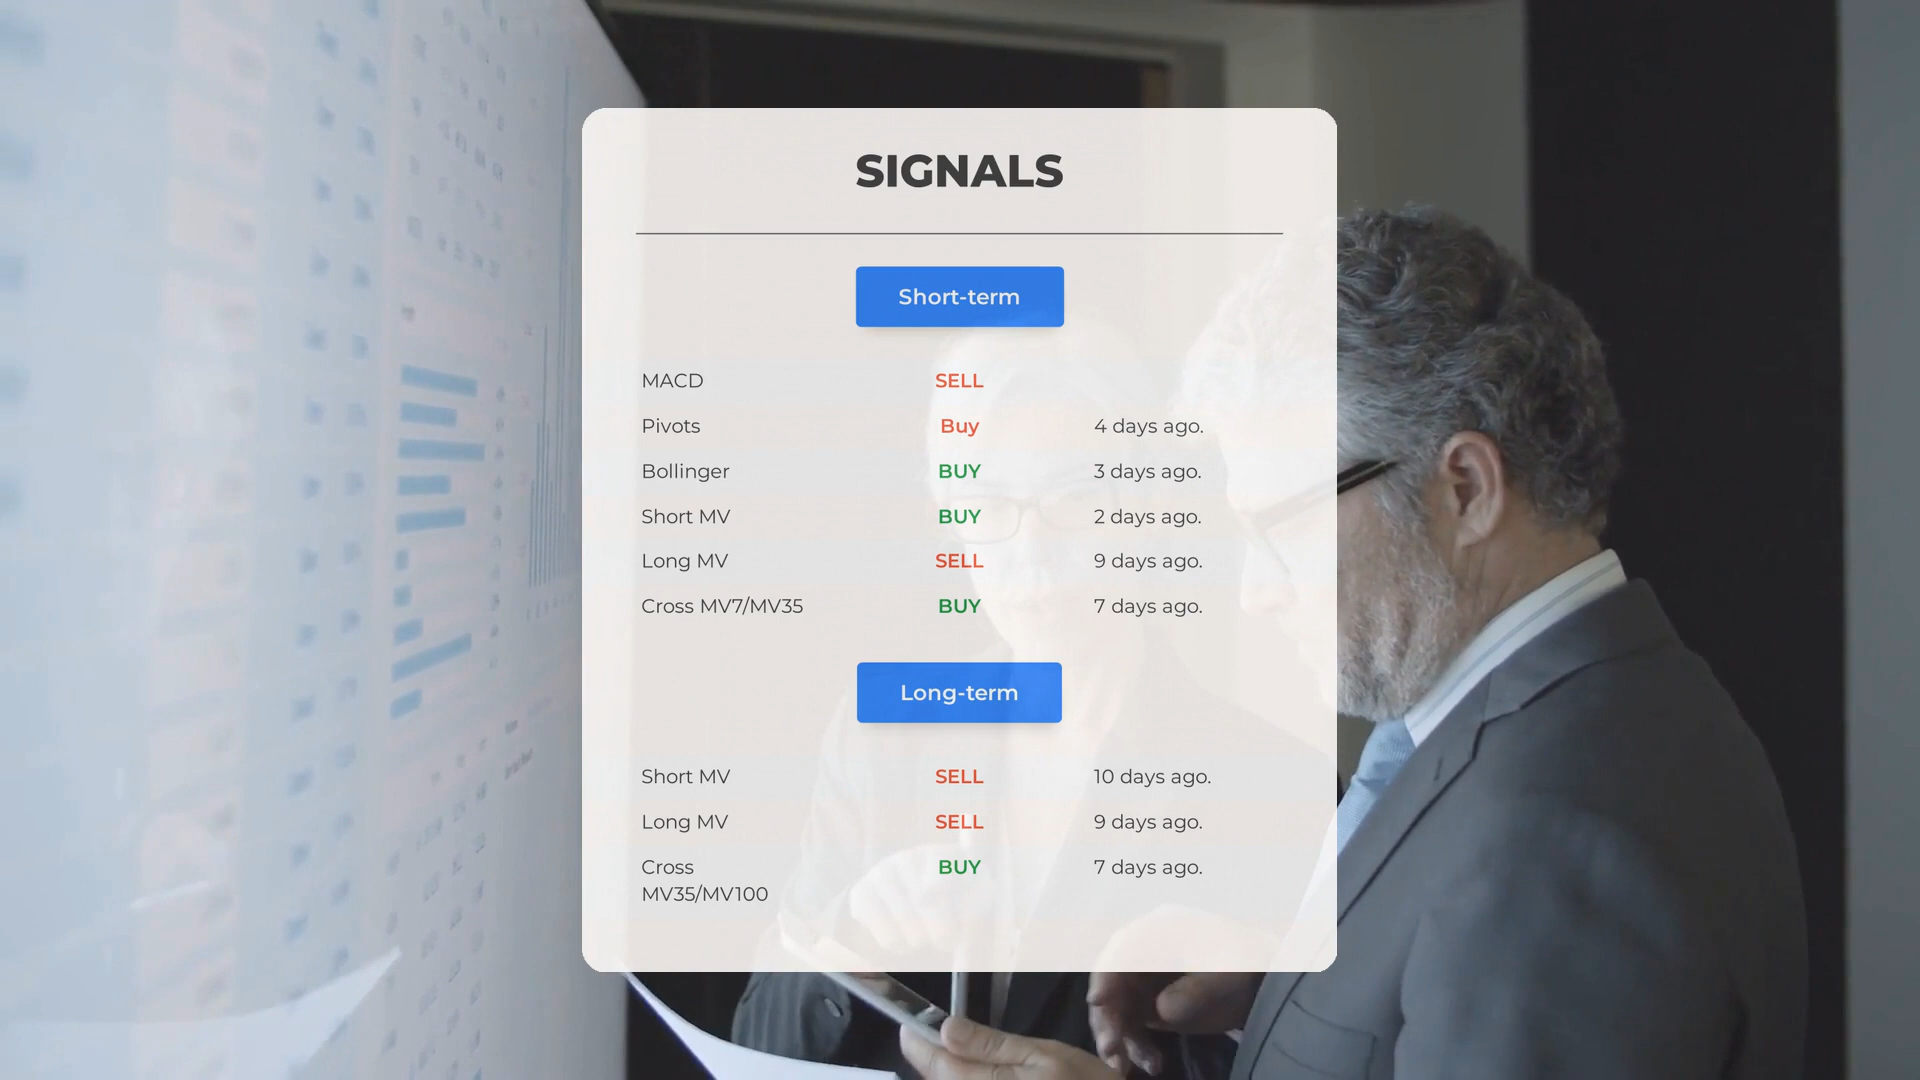 SIGNALS
Short-term
MACD SELL
Pivots Buy 4 days ago.
Bollinger BUY 3 days ago.
Short MV BUY 2 days ago.
Long MV SELL 9 days ago.
Cross MV7/MV35 BUY 7 days ago.
Long-term
Short MV SELL 10 days ago.
Long MV SELL 9 days ago.
Cross BUY 7 days ago.
MV35/MV100